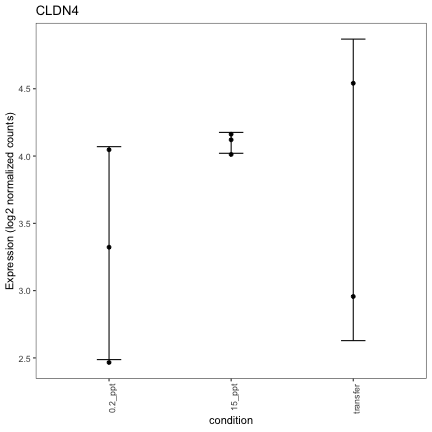 CLDN4
Expression (log2 normalized counts)
4.5
4.0
3.5
3.0
2.5
0.2_ppt
15_ppt
transfer
condition